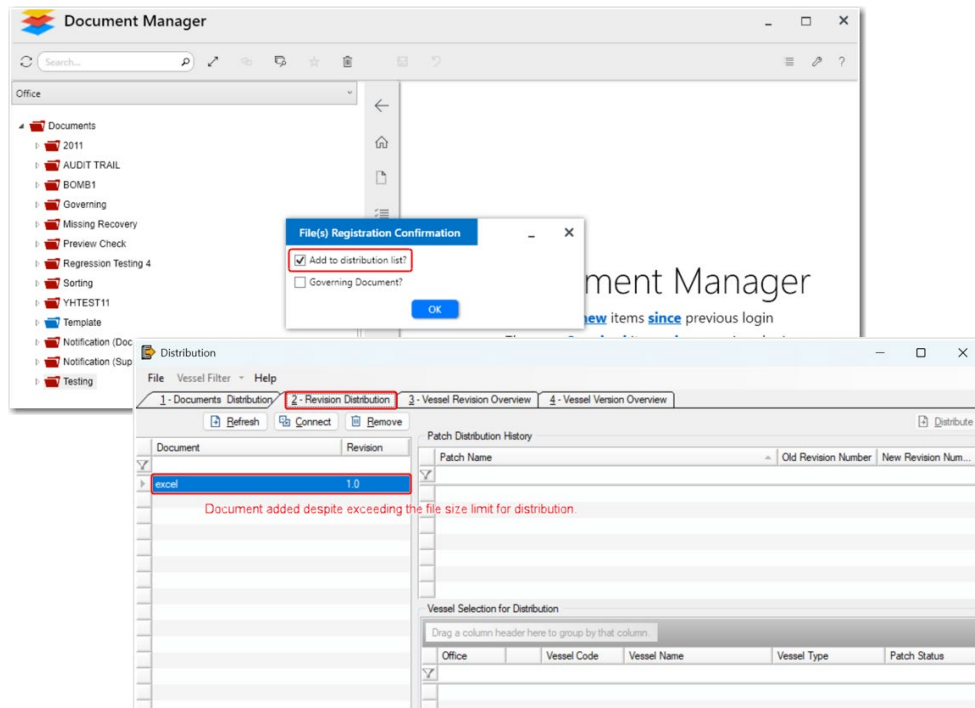 Document Manager
Search...
Office
Documents
2011
AUDIT TRAIL
BOMB1
Governing
Missing Recovery
Preview Check
Regression Testing 4
Sorting
YHTEST11
Template
Notification (Doc
Notification (Sup
Testing
File(s) Registration Confirmation
Add to distribution list?
Governing Document?
OK
ment Manager
new items since previous login
Distribution
File Vessel Filter Help
1 - Documents Distribution 2 - Revision Distribution 3 - Vessel Revision Overview 4 - Vessel Version Overview
Refresh Connect Remove Distribute
Document Revision
excel 1.0
Document added despite exceeding the file size limit for distribution.
Patch Distribution History
Patch Name Old Revision Number New Revision Num...
Vessel Selection for Distribution
Drag a column header here to group by that column.
Office Vessel Code Vessel Name Vessel Type Patch Status